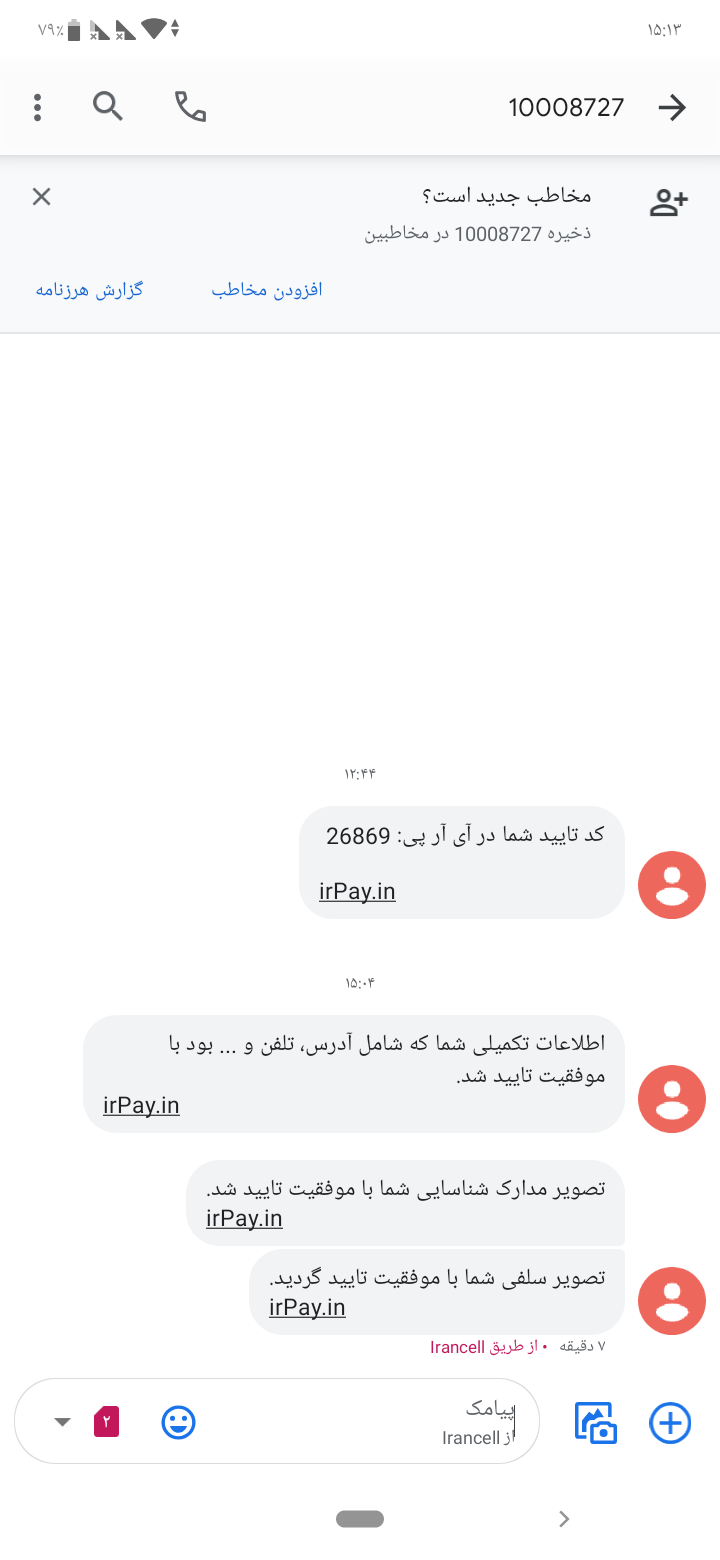 ۷۹٪ ۱۵:۱۳
10008727
مخاطب جدید است؟
ذخیره 10008727 در مخاطبین
افزودن مخاطب گزارش هرزنامه
۱۲:۴۴
کد تایید شما در آی آر پی: 26869
irPay.in
۱۵:۰۴
اطلاعات تکمیلی شما که شامل آدرس، تلفن و ... بود با
موفقیت تایید شد.
irPay.in
تصویر مدارک شناسایی شما با موفقیت تایید شد.
irPay.in
تصویر سلفی شما با موفقیت تایید گردید.
irPay.in
۷ دقیقه • از طریق Irancell
پیامک
از Irancell
۲